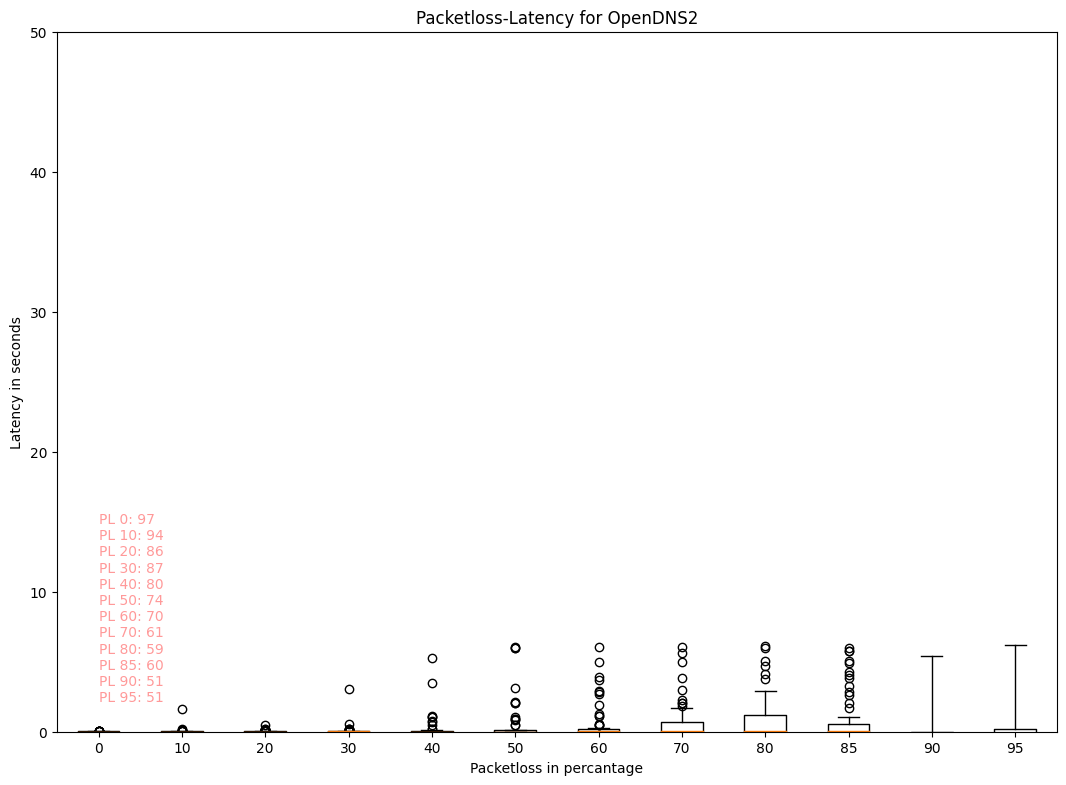 Packetloss-Latency for OpenDNS2
50
40
30
20
10
0
Latency in seconds
PL 0: 97
PL 10: 94
PL 20: 86
PL 30: 87
PL 40: 80
PL 50: 74
PL 60: 70
PL 70: 61
PL 80: 59
PL 85: 60
PL 90: 51
PL 95: 51
0 10 20 30 40 50 60 70 80 85 90 95
Packetloss in percantage